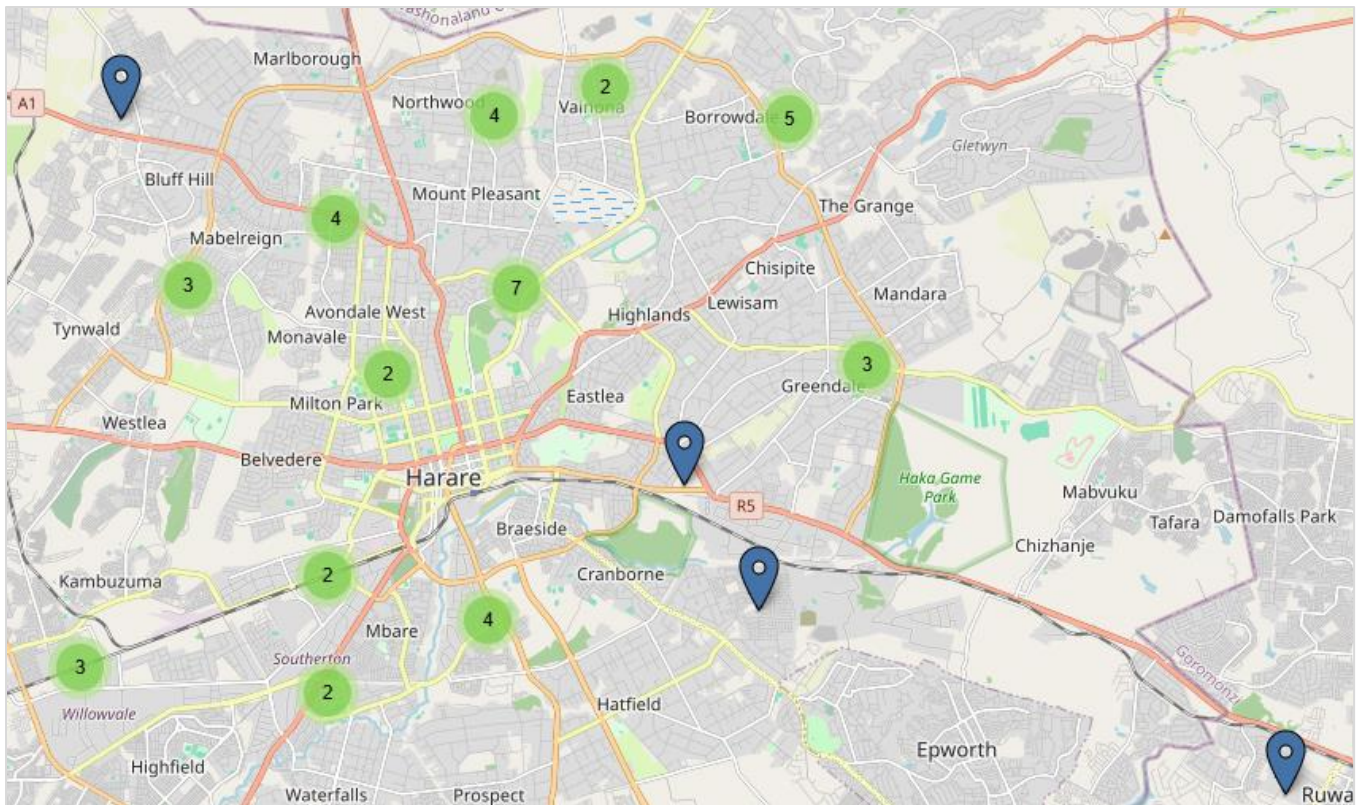 Mashonaland C
Marlborough
2
A1
Northwood
4
Vainona
Borrowdale
5
Gletwyn
Bluff Hill
Mount Pleasant
The Grange
4
Mabelreign
Chisipite
3
7
Mandara
Lewisam
Avondale West
Highlands
Tynwald
Monavale
3
2
Greendale
Eastlea
Milton Park
Westlea
Belvedere
Harare
Haka Game
Park
Mabvuku
R5
Tafara
Damofalls Park
Braeside
Chizhanje
2
Cranborne
Kambuzuma
4
Mbare
Southerton
3
Goromonzi
2
Hatfield
Willowvale
Epworth
Highfield
Waterfalls
Prospect
Ruwa